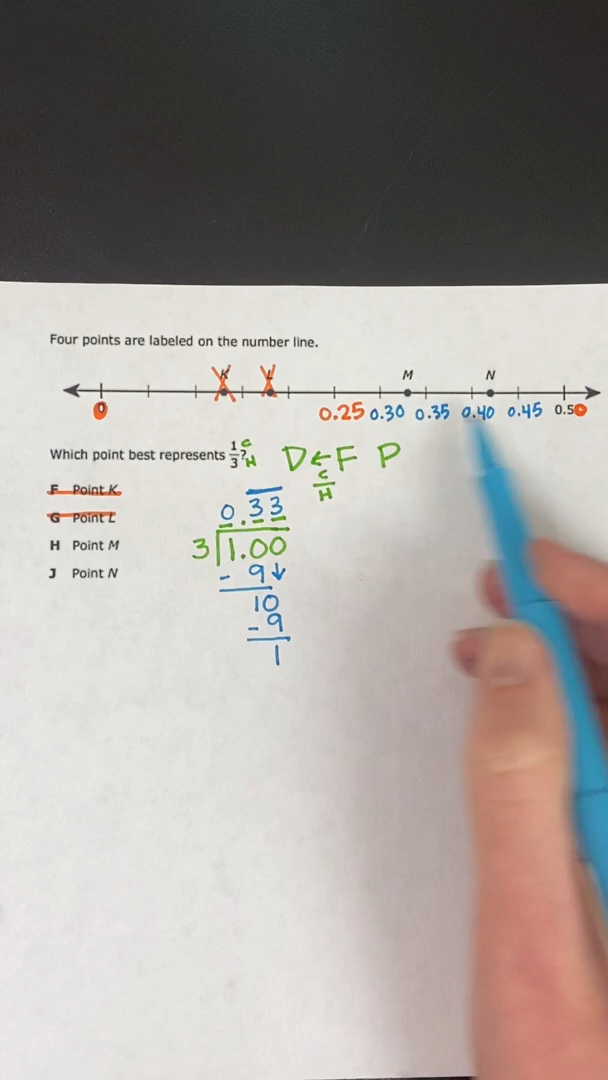 Four points are labeled on the number line.
K L M N
0 0.25 0.30 0.35 0.40 0.45 0.50
Which point best represents 1/3? C H D ← F P
C/H
F Point K
G Point L
H Point M
J Point N
0.33
3 1.00
- 9↓
10
- 9
1